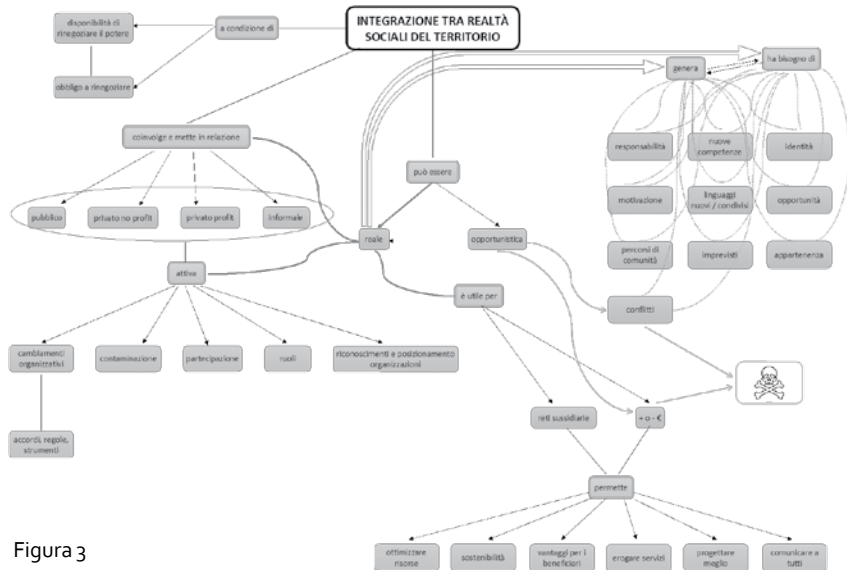 INTEGRAZIONE TRA REALTÀ
SOCIALI DEL TERRITORIO
disponibilità di
rinegoziare il potere
a condizione di
obbligo a rinegoziare
genera
ha bisogno di
coinvolge e mette in relazione
responsabilità
nuove
competenze
identità
può essere
motivazione
linguaggi
nuovi / condivisi
opportunità
pubblico
privato no profit
privato profit
informale
reale
opportunistica
percorsi di
comunità
imprevisti
appartenenza
attiva
è utile per
conflitti
cambiamenti
organizzativi
contaminazione
partecipazione
ruoli
riconoscimenti e posizionamento
organizzazioni
reti sussidiarie
+ o - €
accordi, regole,
strumenti
permette
Figura 3
ottimizzare
risorse
sostenibilità
vantaggi per i
beneficiari
erogare servizi
progettare
meglio
comunicare a
tutti